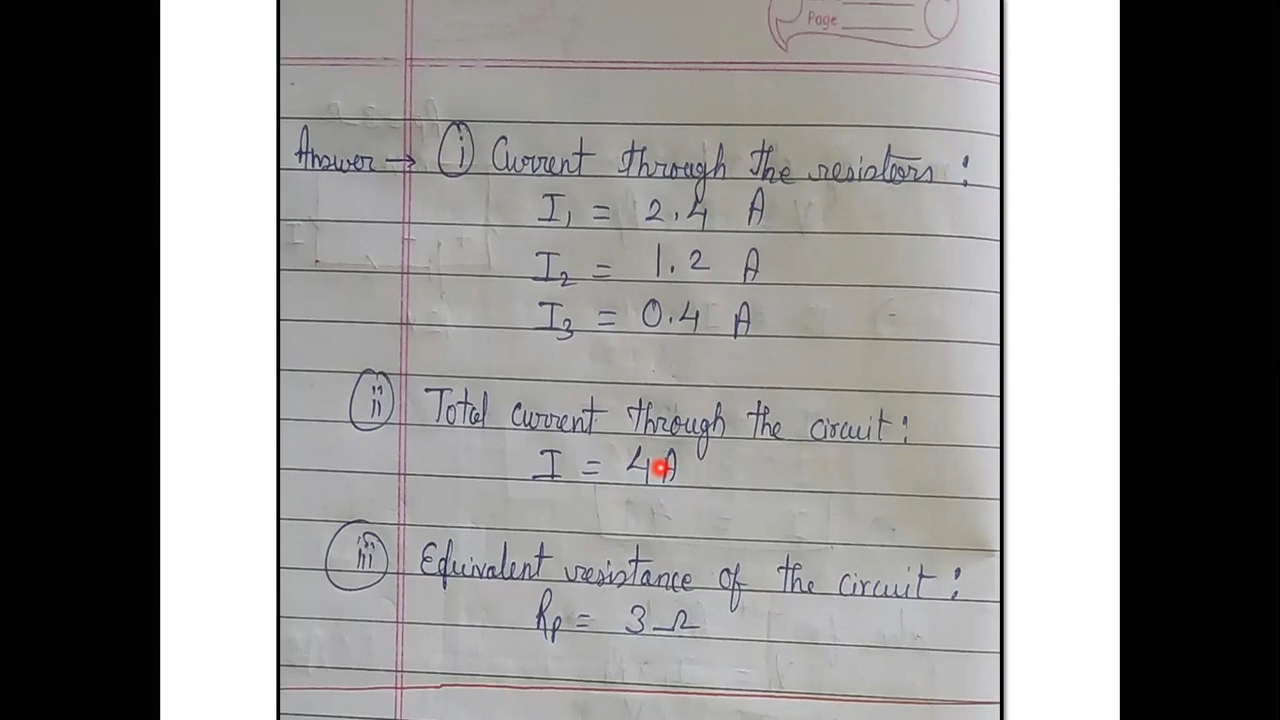 Page
Answer → (i) Current through the resistors :
I₁ = 2.4 A
I₂ = 1.2 A
I₃ = 0.4 A
(ii) Total current through the circuit :
I = 4A
(iii) Equivalent resistance of the circuit :
Rp = 3 Ω